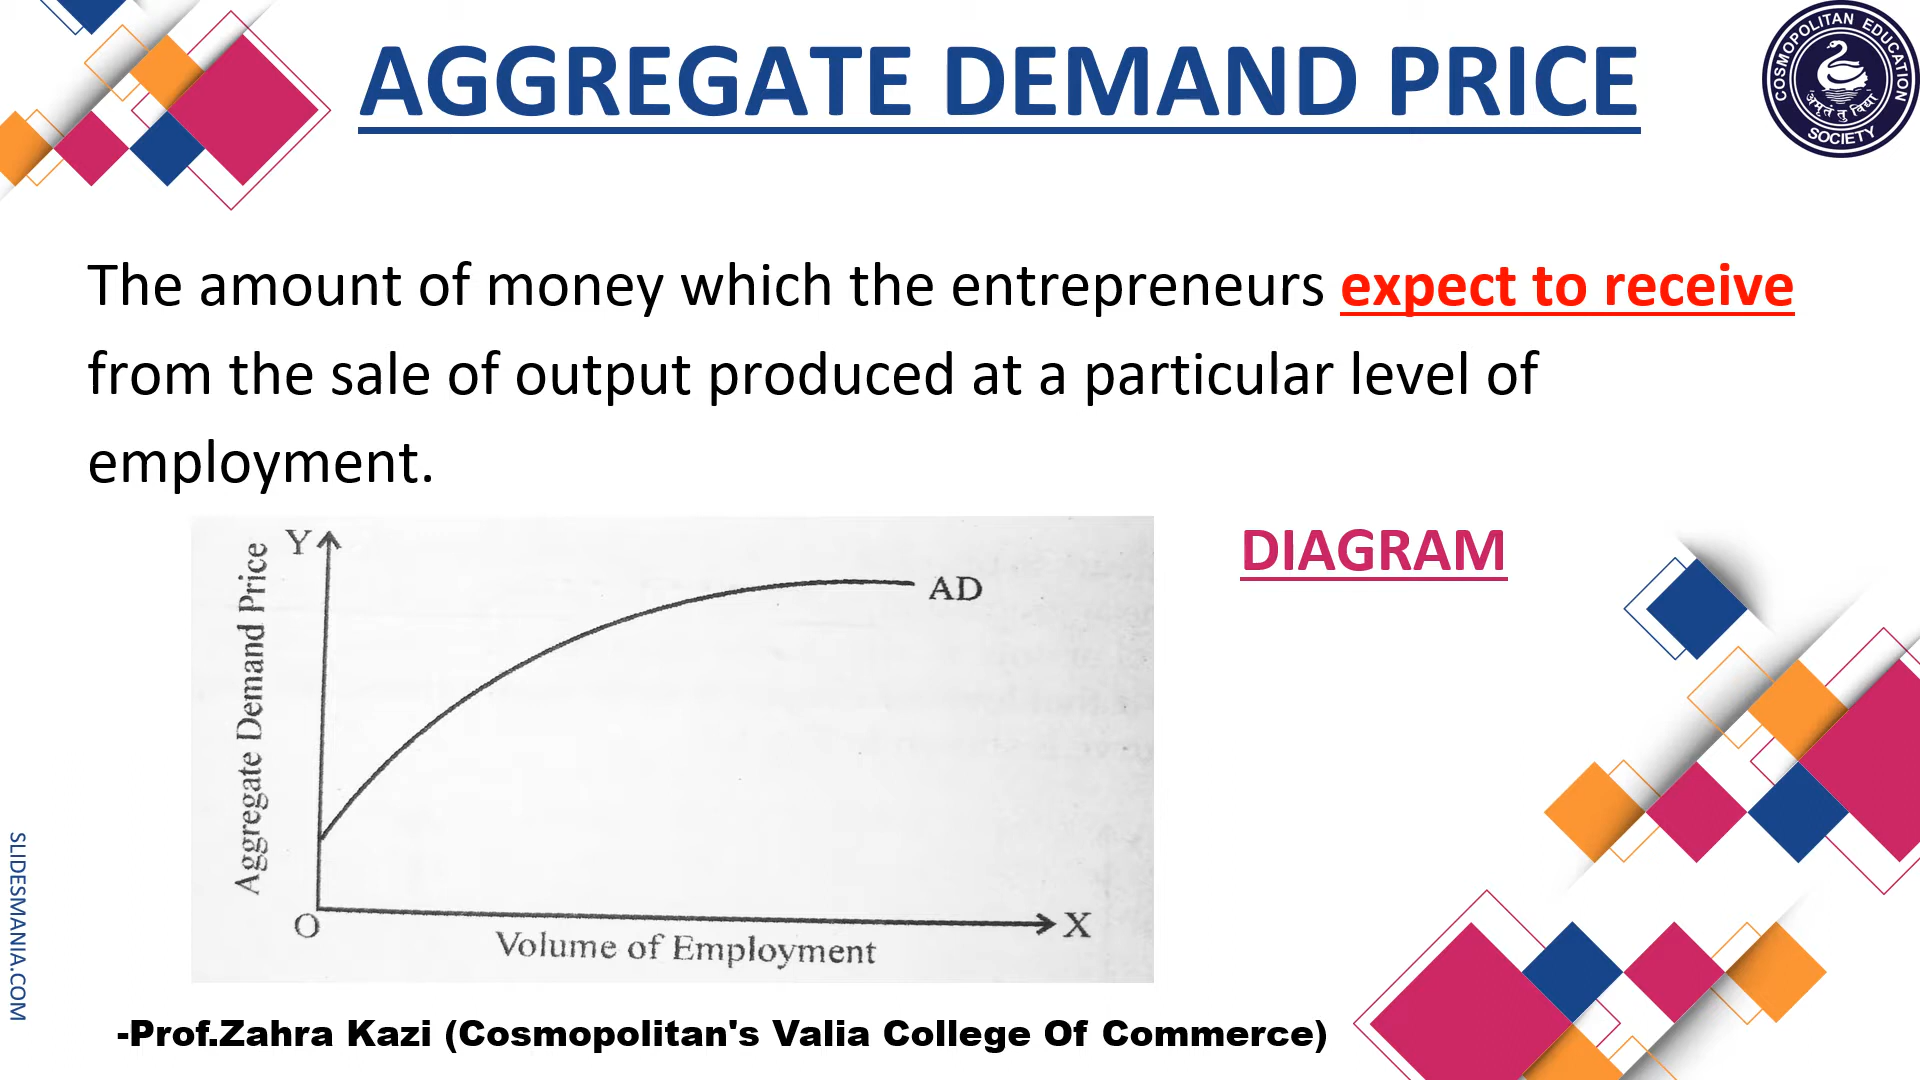 AGGREGATE DEMAND PRICE
COSMOPOLITAN EDUCATION
अमृतं तु विद्या
SOCIETY
The amount of money which the entrepreneurs expect to receive
from the sale of output produced at a particular level of
employment.
DIAGRAM
Y
Aggregate Demand Price
AD
O
X
Volume of Employment
SLIDESMANIA.COM
-Prof.Zahra Kazi (Cosmopolitan's Valia College Of Commerce)